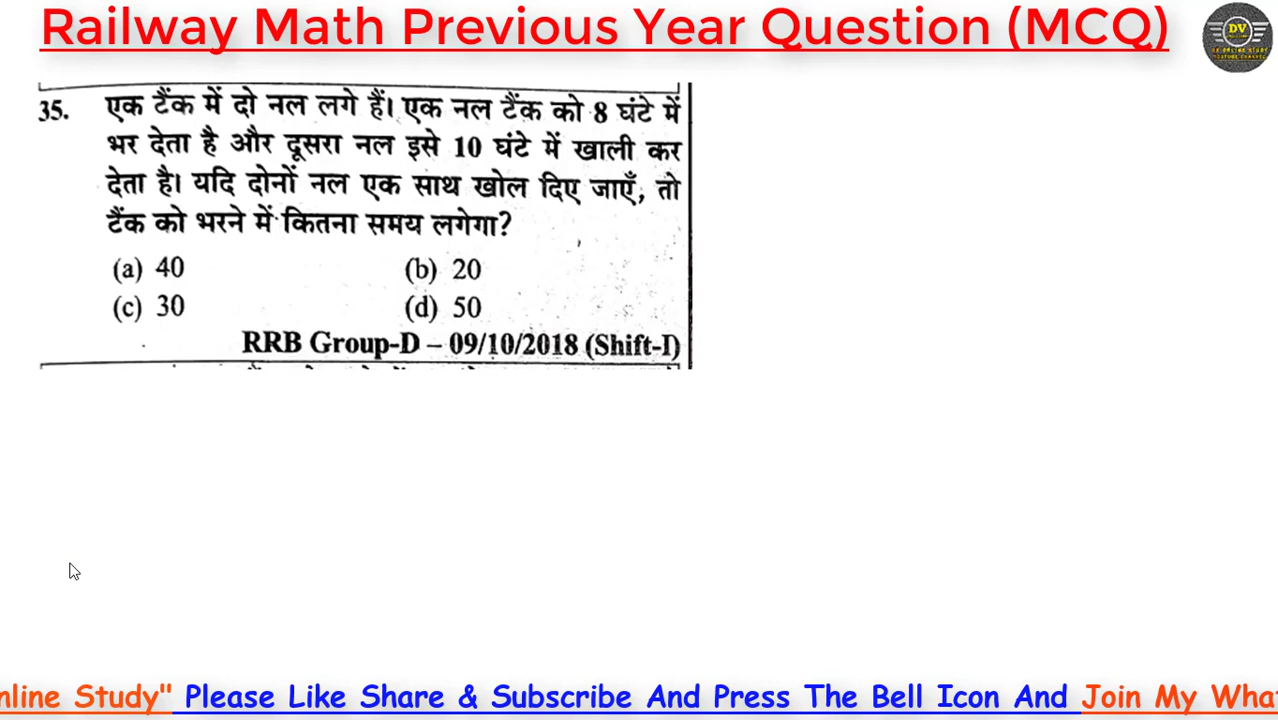 Railway Math Previous Year Question (MCQ)
DV
35. एक टैंक में दो नल लगे हैं। एक नल टैंक को 8 घंटे में
भर देता है और दूसरा नल इसे 10 घंटे में खाली कर
देता है। यदि दोनों नल एक साथ खोल दिए जाएँ, तो
टैंक को भरने में कितना समय लगेगा?
(a) 40 (b) 20
(c) 30 (d) 50
RRB Group-D – 09/10/2018 (Shift-I)
nline Study" Please Like Share & Subscribe And Press The Bell Icon And Join My Wha